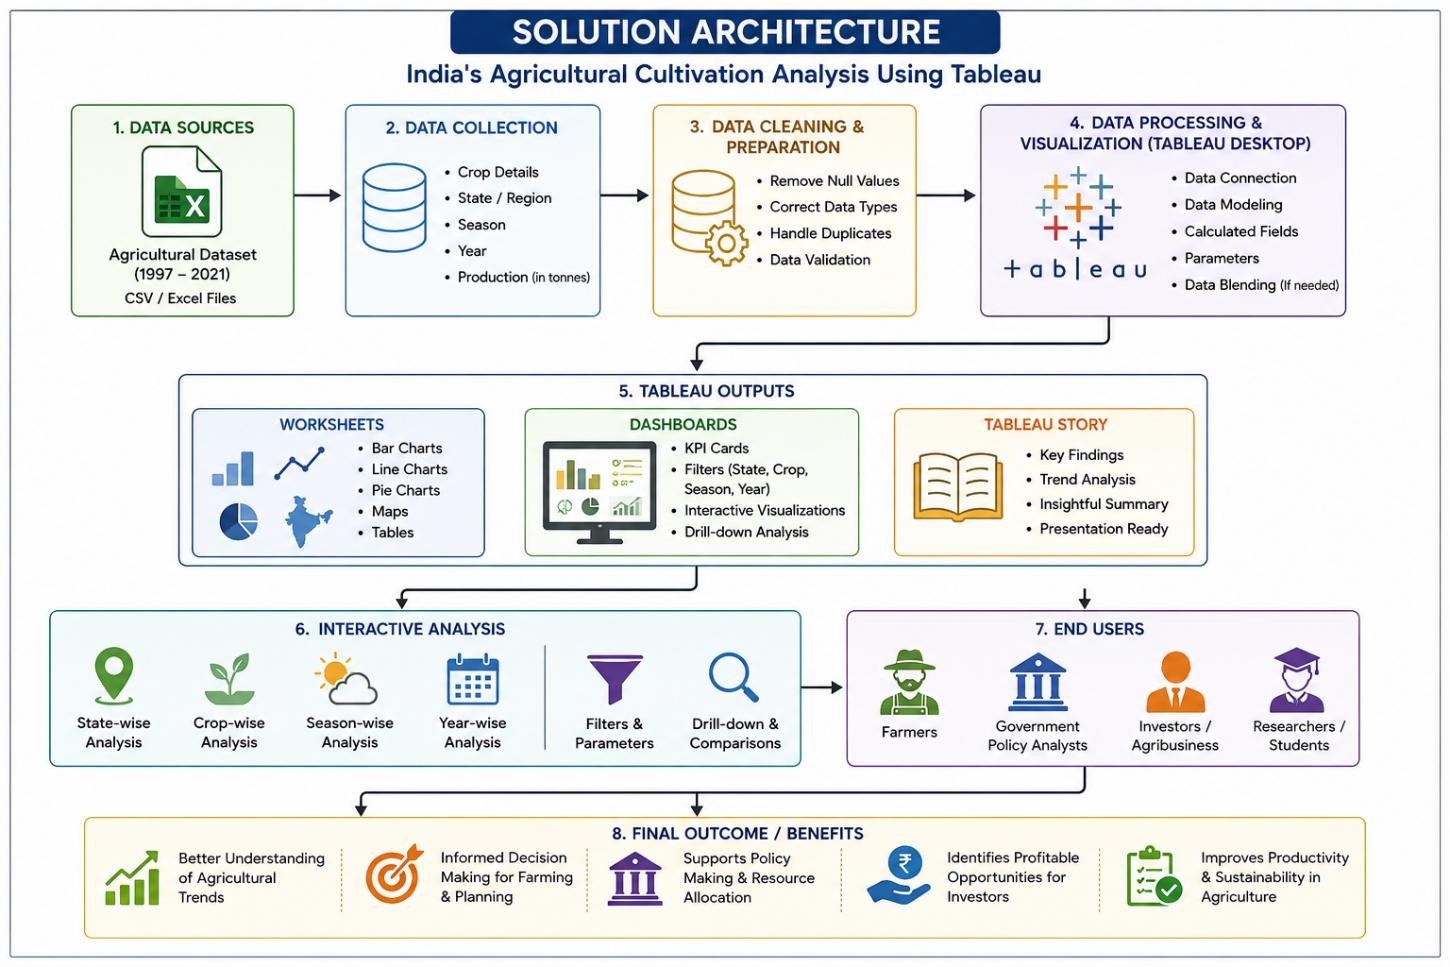 SOLUTION ARCHITECTURE
India's Agricultural Cultivation Analysis Using Tableau
1. DATA SOURCES
X
Agricultural Dataset
(1997 – 2021)
CSV / Excel Files
2. DATA COLLECTION
• Crop Details
• State / Region
• Season
• Year
• Production (in tonnes)
3. DATA CLEANING &
PREPARATION
• Remove Null Values
• Correct Data Types
• Handle Duplicates
• Data Validation
4. DATA PROCESSING &
VISUALIZATION (TABLEAU DESKTOP)
+ableau
• Data Connection
• Data Modeling
• Calculated Fields
• Parameters
• Data Blending (If needed)
5. TABLEAU OUTPUTS
WORKSHEETS
• Bar Charts
• Line Charts
• Pie Charts
• Maps
• Tables
DASHBOARDS
• KPI Cards
• Filters (State, Crop,
Season, Year)
• Interactive Visualizations
• Drill-down Analysis
TABLEAU STORY
• Key Findings
• Trend Analysis
• Insightful Summary
• Presentation Ready
6. INTERACTIVE ANALYSIS
State-wise
Analysis
Crop-wise
Analysis
Season-wise
Analysis
Year-wise
Analysis
Filters &
Parameters
Drill-down &
Comparisons
7. END USERS
Farmers
Government
Policy Analysts
Investors /
Agribusiness
Researchers /
Students
8. FINAL OUTCOME / BENEFITS
Better Understanding
of Agricultural
Trends
Informed Decision
Making for Farming
& Planning
Supports Policy
Making & Resource
Allocation
₹
Identifies Profitable
Opportunities for
Investors
Improves Productivity
& Sustainability in
Agriculture